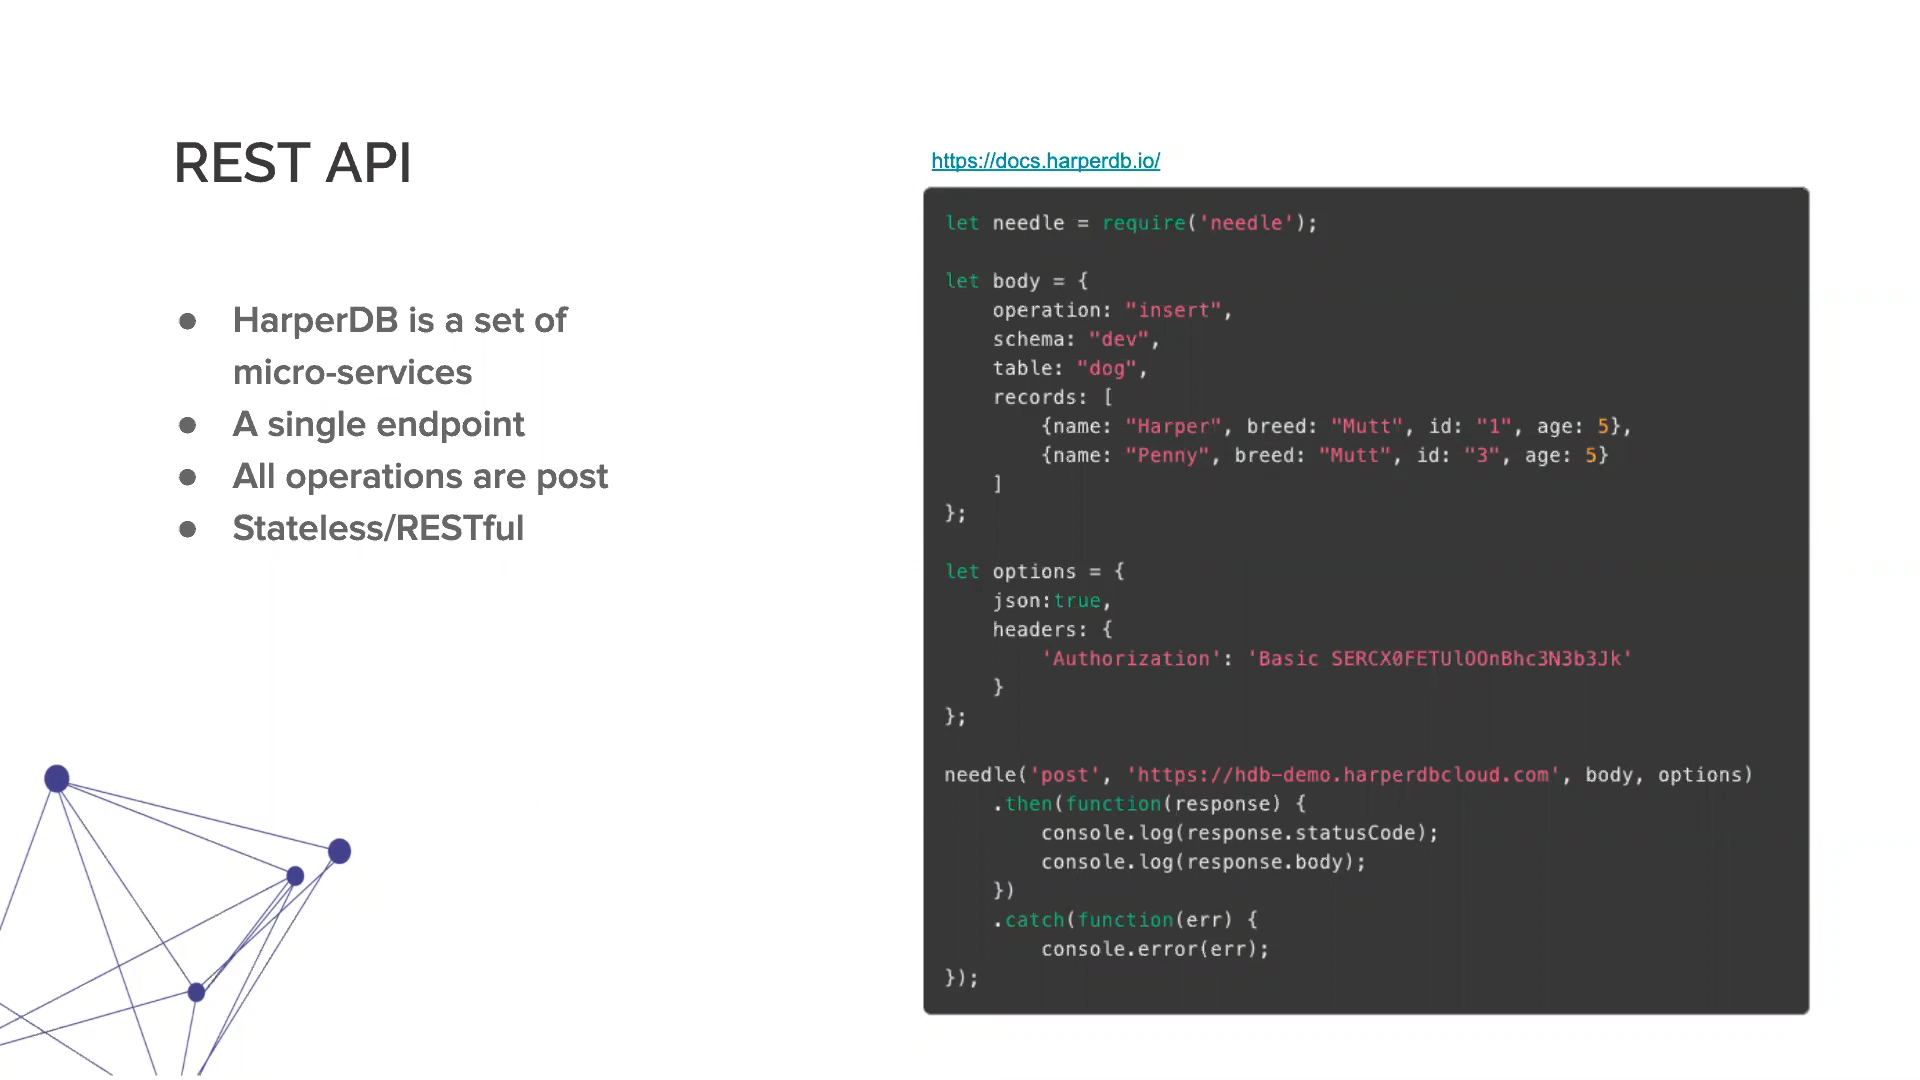 REST API
● HarperDB is a set of
micro-services
● A single endpoint
● All operations are post
● Stateless/RESTful
https://docs.harperdb.io/
let needle = require('needle');
let body = {
    operation: "insert",
    schema: "dev",
    table: "dog",
    records: [
        {name: "Harper", breed: "Mutt", id: "1", age: 5},
        {name: "Penny", breed: "Mutt", id: "3", age: 5}
    ]
};
let options = {
    json:true,
    headers: {
        'Authorization': 'Basic SERCX0FETUlOOnBhc3N3b3Jk'
    }
};
needle('post', 'https://hdb-demo.harperdbcloud.com', body, options)
    .then(function(response) {
        console.log(response.statusCode);
        console.log(response.body);
    })
    .catch(function(err) {
        console.error(err);
});